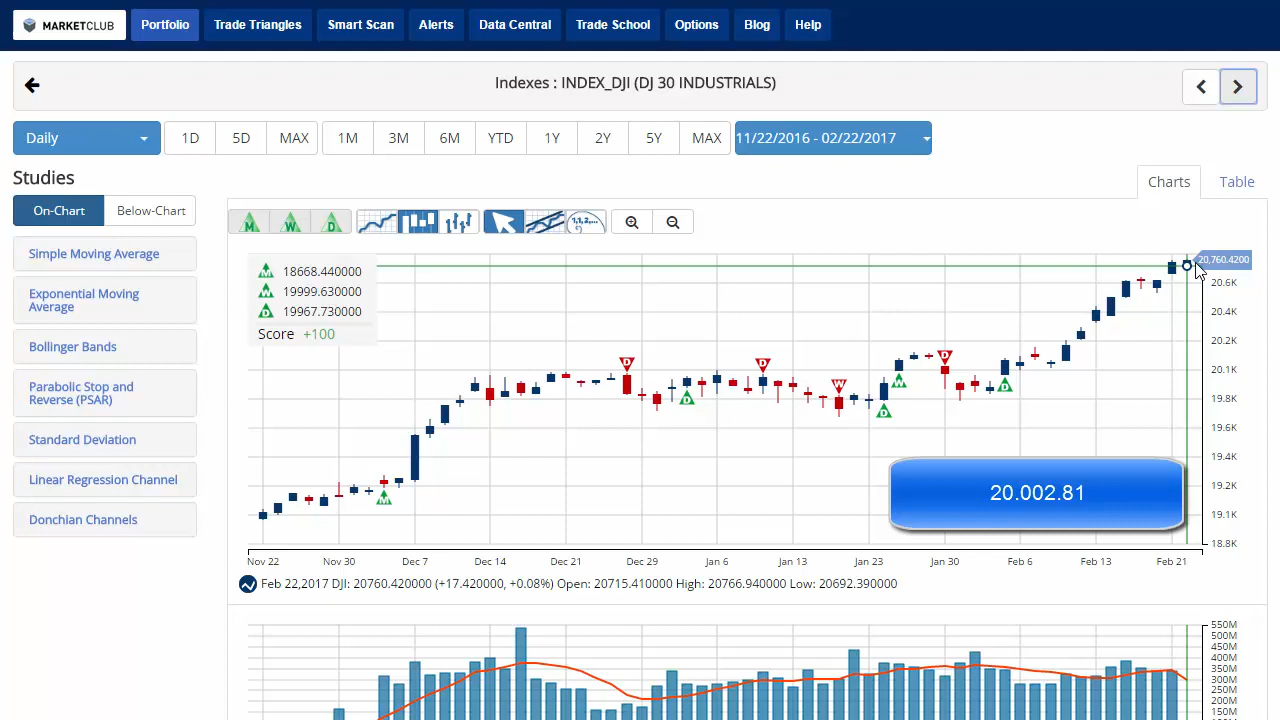 MARKETCLUB Portfolio Trade Triangles Smart Scan Alerts Data Central Trade School Options Blog Help
Indexes : INDEX_DJI (DJ 30 INDUSTRIALS)
Daily 1D 5D MAX 1M 3M 6M YTD 1Y 2Y 5Y MAX 11/22/2016 - 02/22/2017
Studies
Charts Table
On-Chart Below-Chart
M W D 1,2,...
Simple Moving Average
Exponential Moving
Average
Bollinger Bands
Parabolic Stop and
Reverse (PSAR)
Standard Deviation
Linear Regression Channel
Donchian Channels
M 18668.440000
W 19999.630000
D 19967.730000
Score +100
20,760.4200
20.6K
20.4K
20.2K
20.1K
19.8K
19.6K
19.4K
19.2K
19.1K
18.8K
M
D
D
D
W
D
W
D
D
20.002.81
Nov 22 Nov 30 Dec 7 Dec 14 Dec 21 Dec 29 Jan 6 Jan 13 Jan 23 Jan 30 Feb 6 Feb 13 Feb 21
Feb 22,2017 DJI: 20760.420000 (+17.420000, +0.08%) Open: 20715.410000 High: 20766.940000 Low: 20692.390000
550M
500M
450M
400M
350M
300M
250M
200M
150M